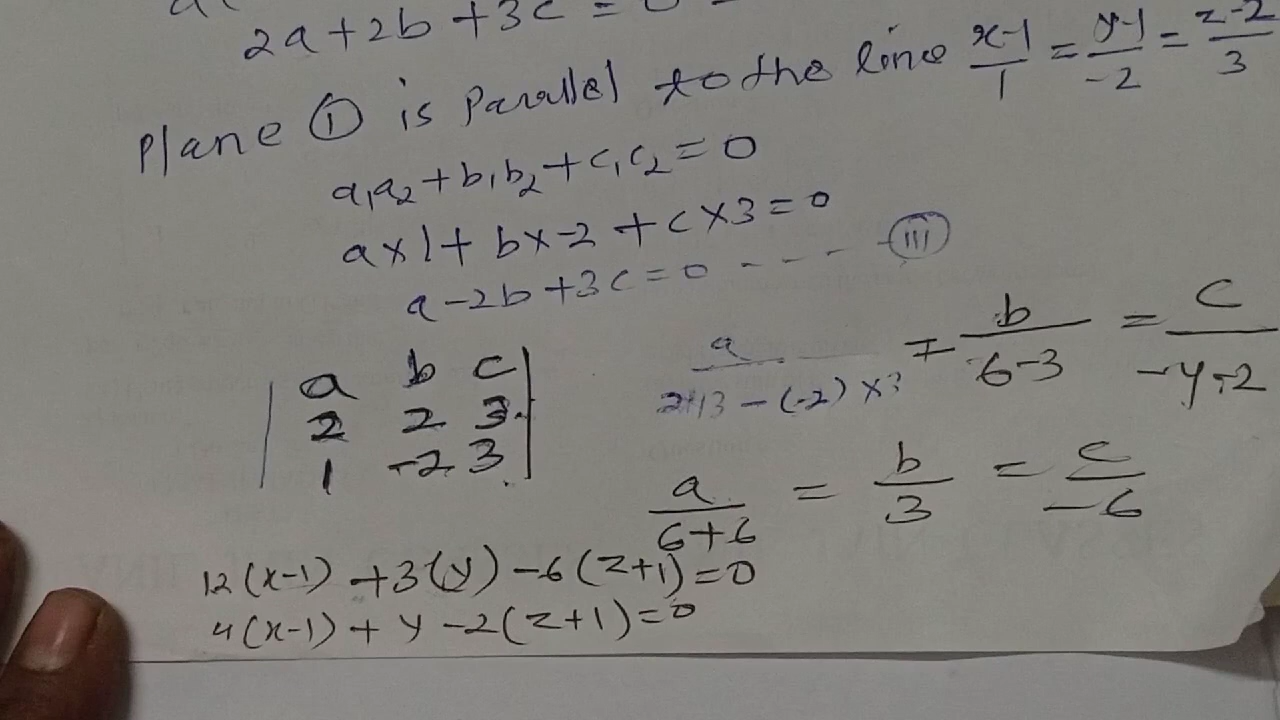 2a+2b+3c=0
Plane ① is parallel to the line x-1/1 = y-1/-2 = z-2/3
a₁a₂+b₁b₂+c₁c₂=0
a×1+b×-2+c×3=0
a-2b+3c=0 - - - (III)
| a b c |
| 2 2 3 |
| 1 -2 3 |
a/2×3-(-2)×3 = b/6-3 = c/-4-2
a/6+6 = b/3 = c/-6
12(x-1)+3(y)-6(z+1)=0
4(x-1)+y-2(z+1)=0